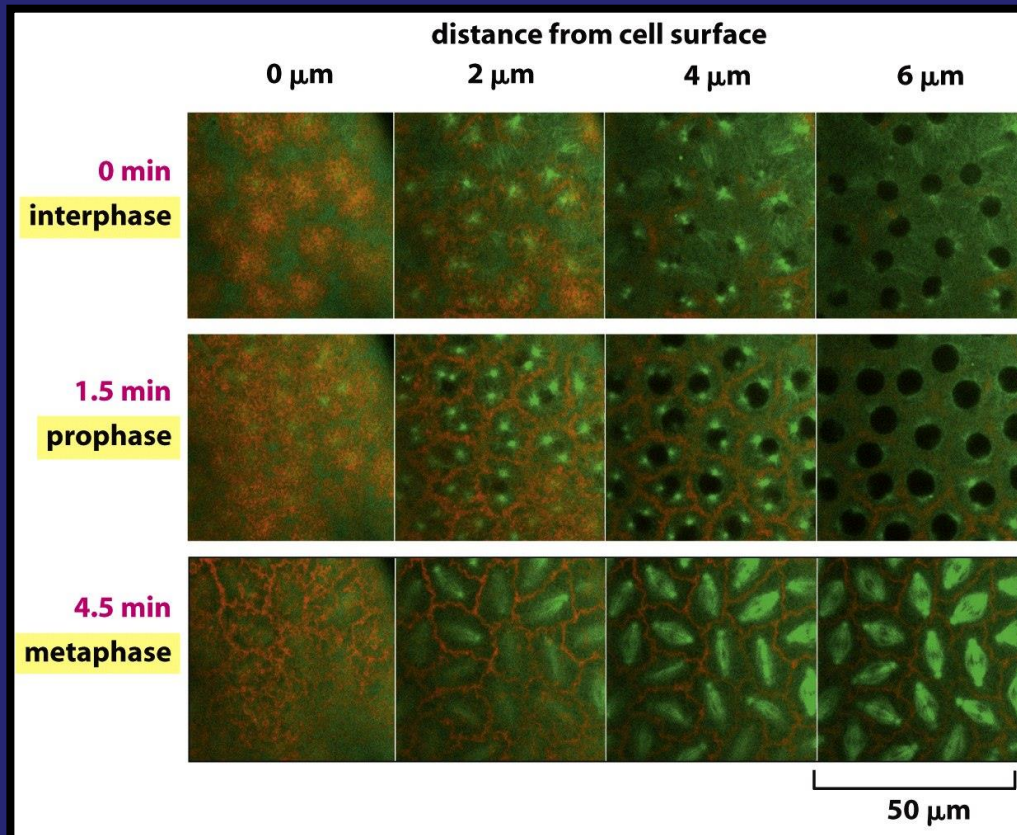 distance from cell surface
0 μm 2 μm 4 μm 6 μm
0 min
interphase
1.5 min
prophase
4.5 min
metaphase
50 μm